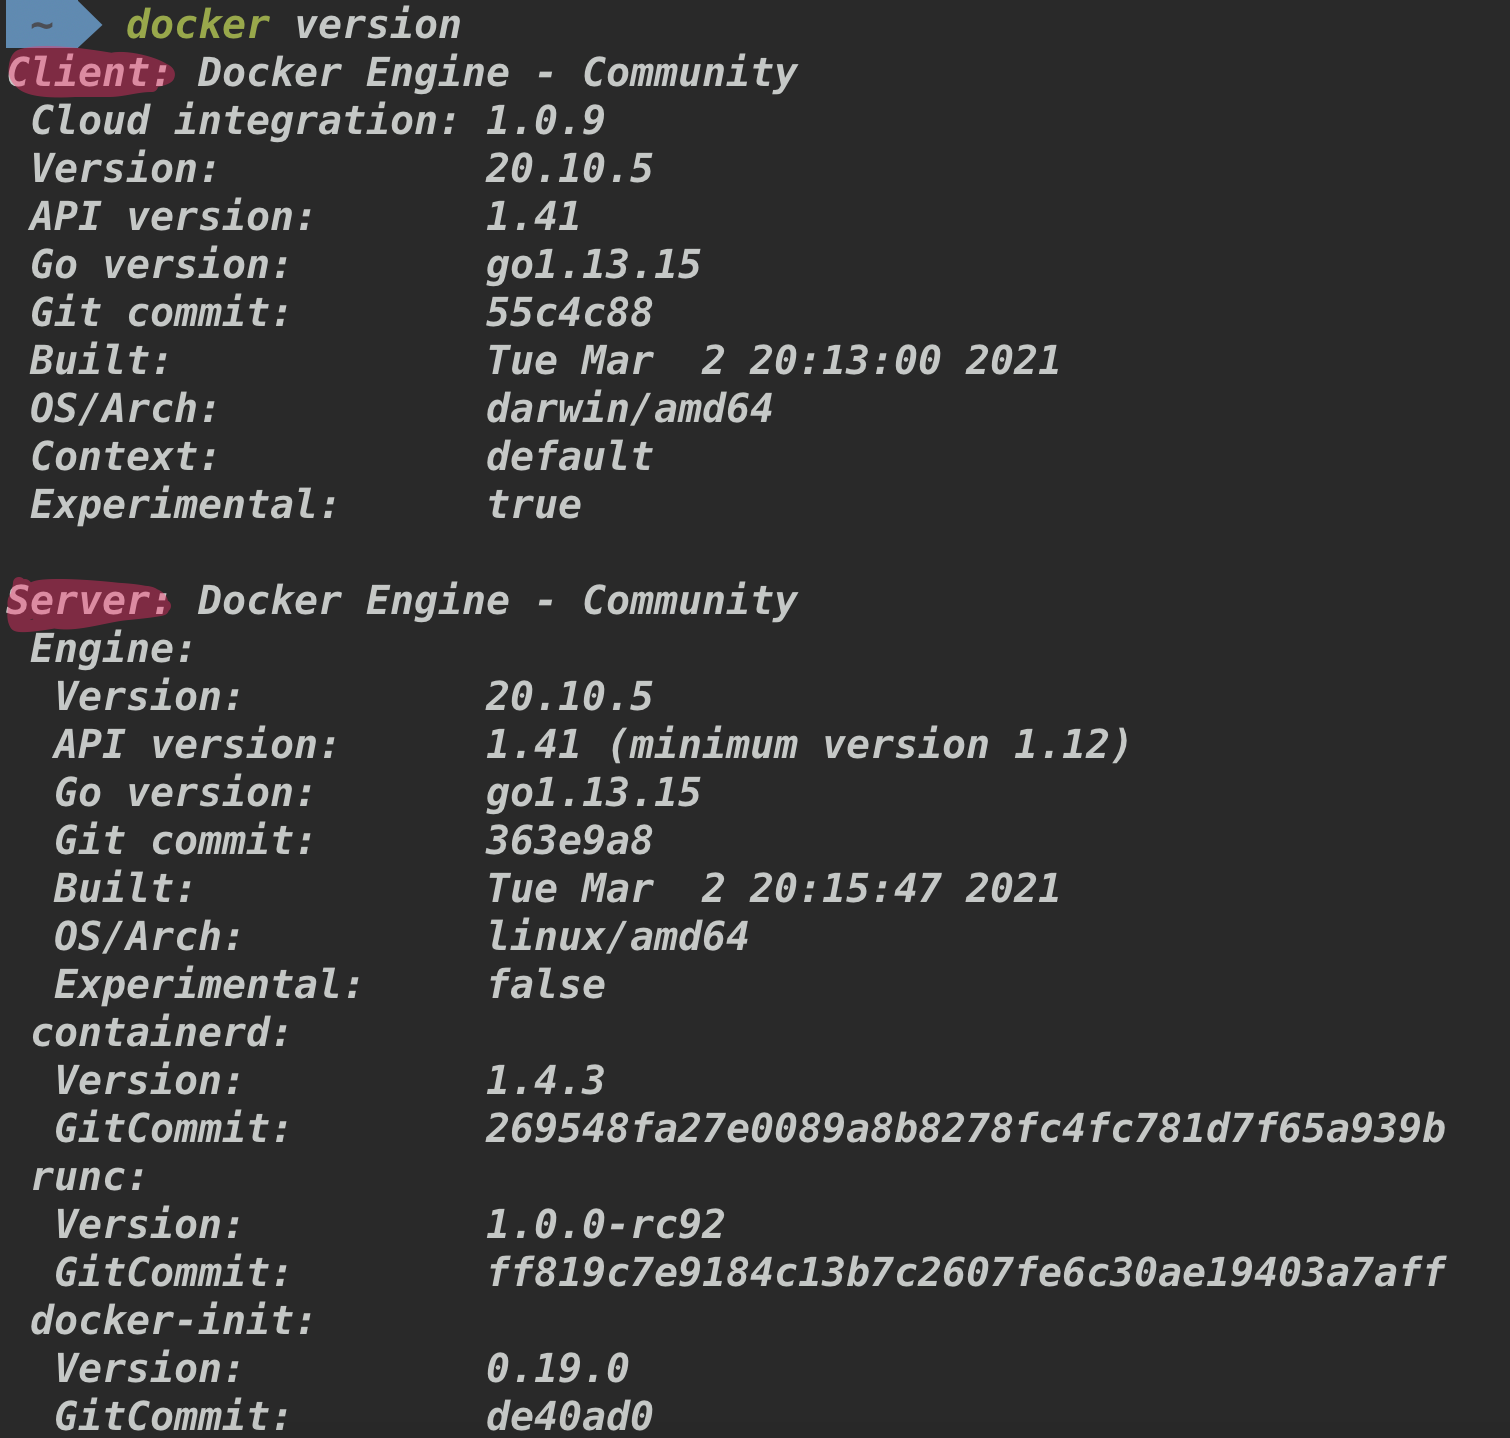 ~ docker version
Client: Docker Engine - Community
 Cloud integration: 1.0.9
 Version:           20.10.5
 API version:       1.41
 Go version:        go1.13.15
 Git commit:        55c4c88
 Built:             Tue Mar  2 20:13:00 2021
 OS/Arch:           darwin/amd64
 Context:           default
 Experimental:      true

Server: Docker Engine - Community
 Engine:
  Version:          20.10.5
  API version:      1.41 (minimum version 1.12)
  Go version:       go1.13.15
  Git commit:       363e9a8
  Built:            Tue Mar  2 20:15:47 2021
  OS/Arch:          linux/amd64
  Experimental:     false
 containerd:
  Version:          1.4.3
  GitCommit:        269548fa27e0089a8b8278fc4fc781d7f65a939b
 runc:
  Version:          1.0.0-rc92
  GitCommit:        ff819c7e9184c13b7c2607fe6c30ae19403a7aff
 docker-init:
  Version:          0.19.0
  GitCommit:        de40ad0